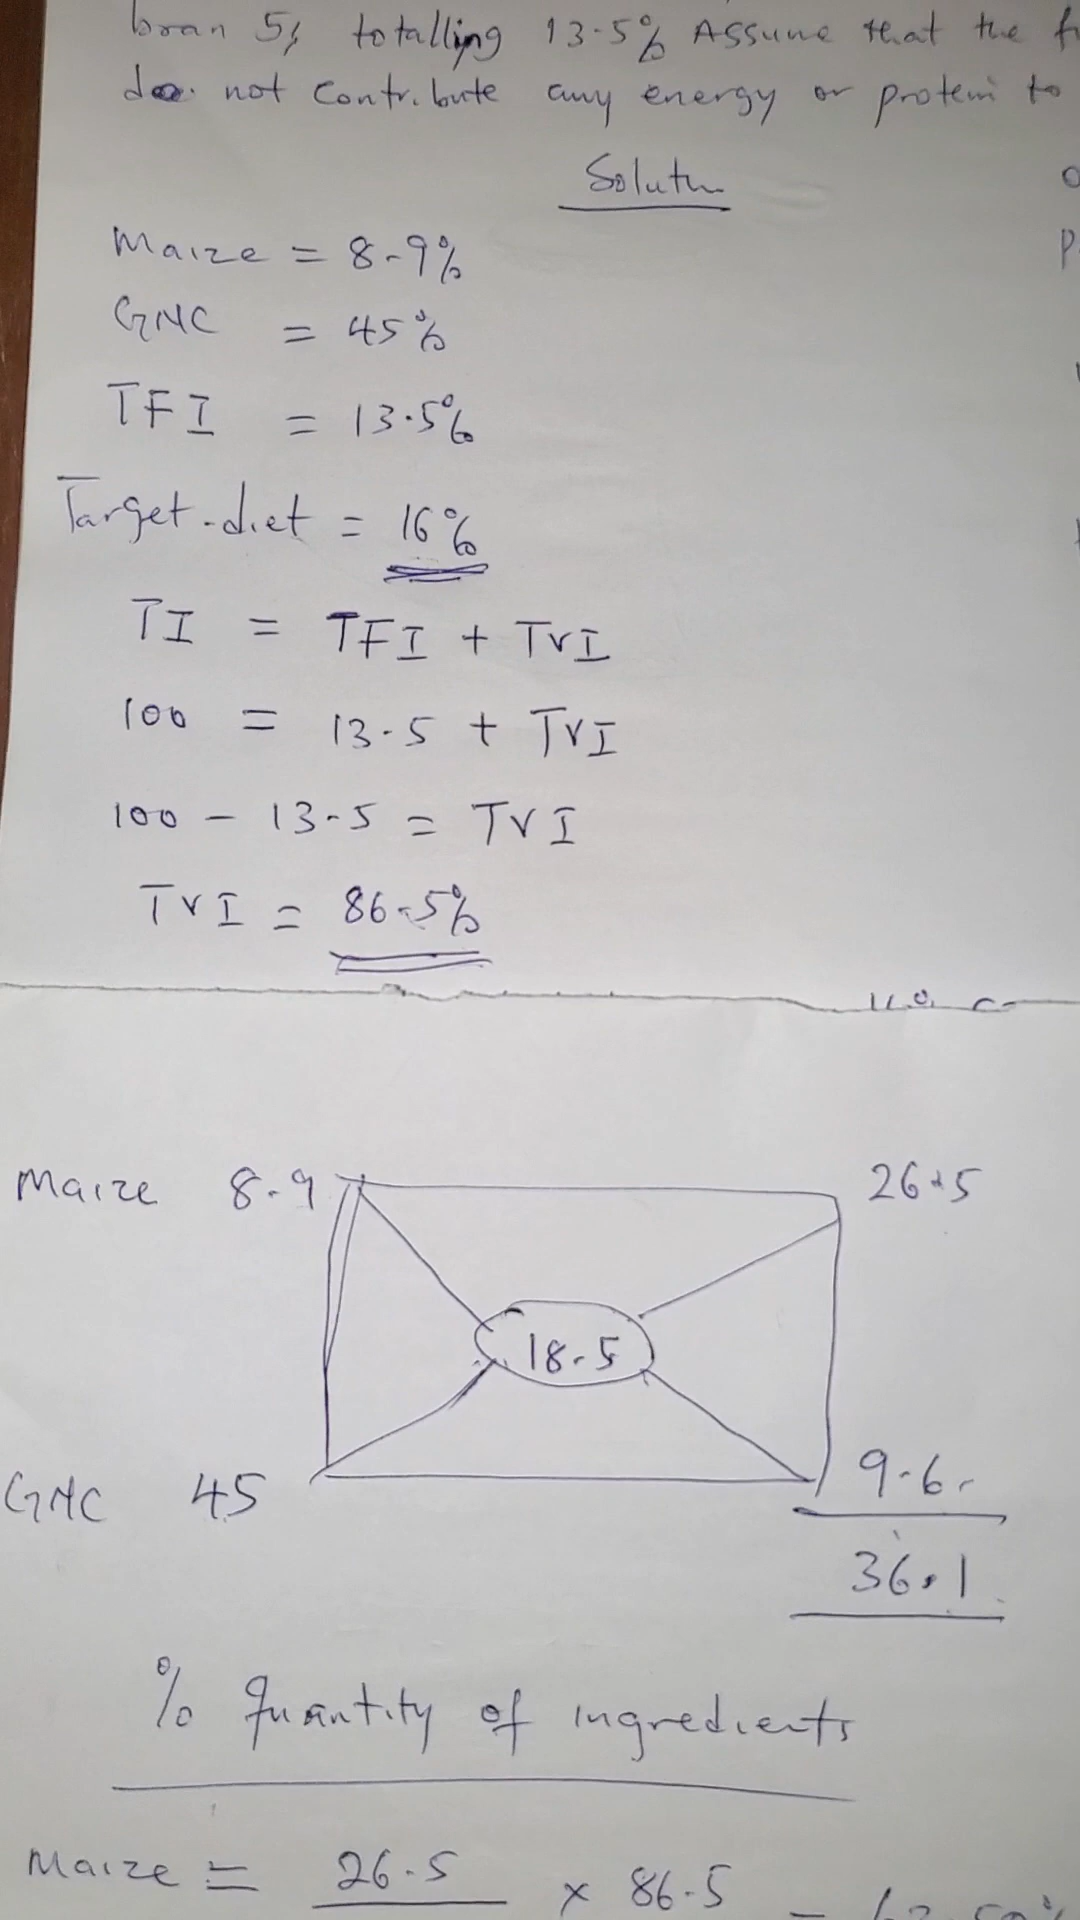 bran 5, totalling 13.5% Assume that the
do not contribute any energy or protein to
Solutn
Maize = 8.9%
GNC = 45%
TFI = 13.5%
Target-diet = 16%
TI = TFI + TVI
100 = 13.5 + TVI
100 - 13.5 = TVI
TVI = 86.5%
Maize 8.9 26.5
18.5
GNC 45 9.6
36.1
% quantity of ingredients
Maize = 26.5 × 86.5